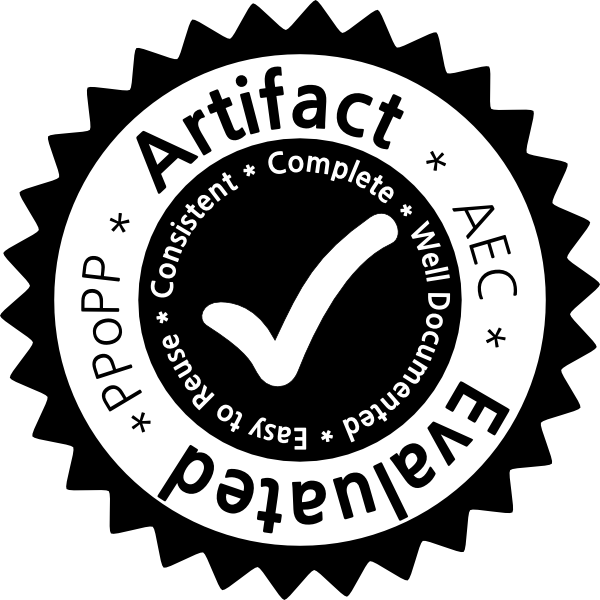 Artifact * AEC * Evaluated * PPoPP *
Consistent * Complete * Well Documented * Easy to Reuse *